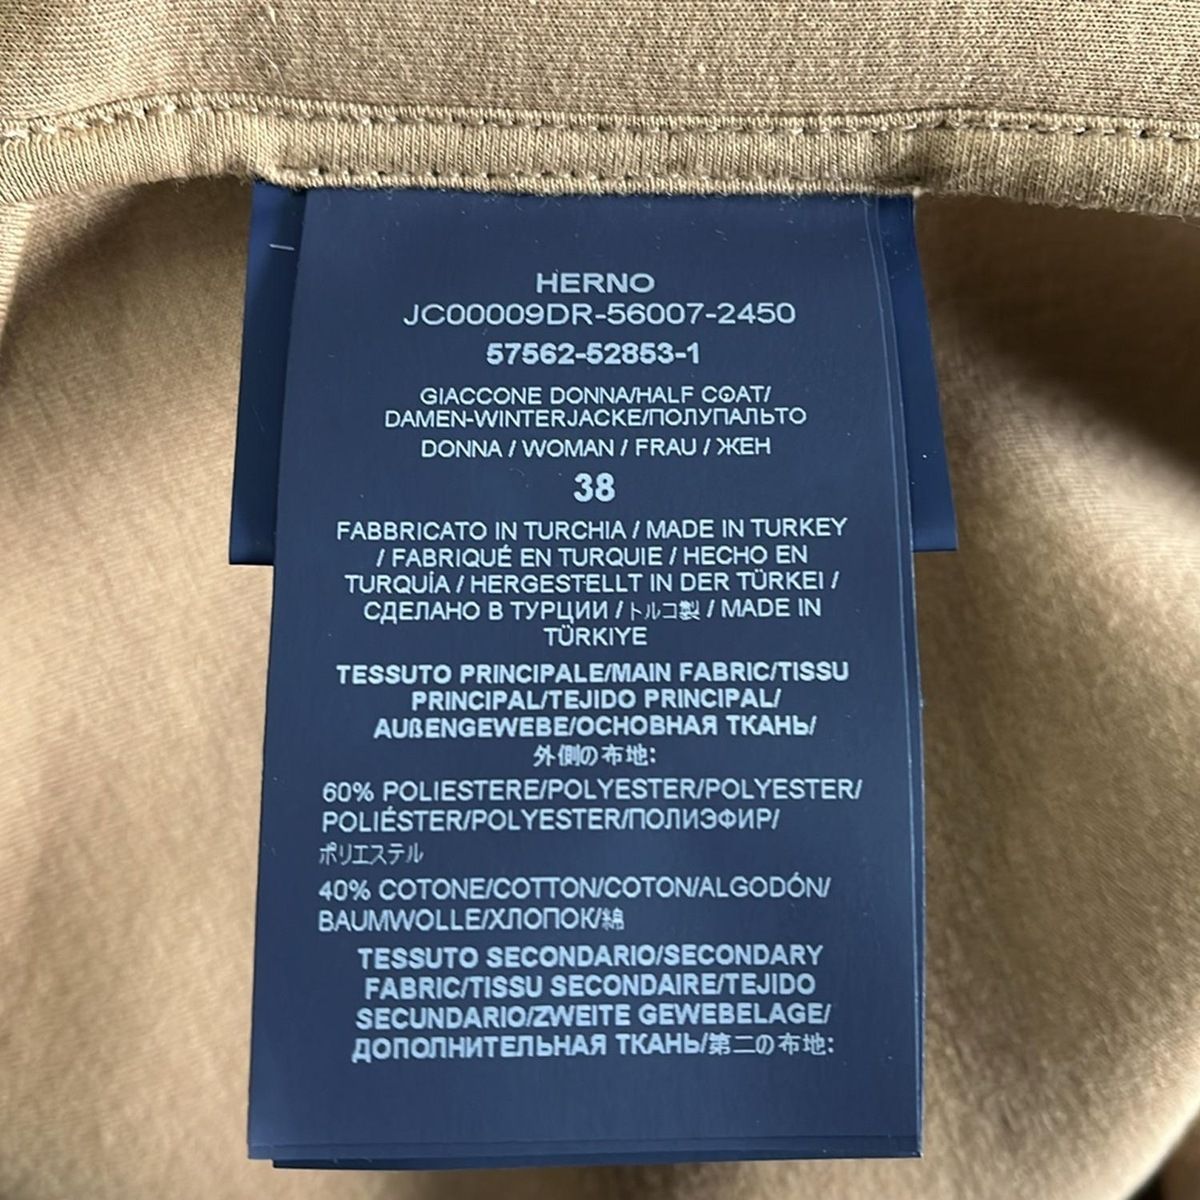 HERNO
JC00009DR-56007-2450
57562-52853-1
GIACCONE DONNA/HALF COAT/
DAMEN-WINTERJACKE/ПОЛУПАЛЬТО
DONNA / WOMAN / FRAU / ЖЕН
38
FABBRICATO IN TURCHIA / MADE IN TURKEY
/ FABRIQUÉ EN TURQUIE / HECHO EN
TURQUÍA / HERGESTELLT IN DER TÜRKEI /
СДЕЛАНО В ТУРЦИИ / トルコ製 / MADE IN
TÜRKIYE
TESSUTO PRINCIPALE/MAIN FABRIC/TISSU
PRINCIPAL/TEJIDO PRINCIPAL/
AUßENGEWEBE/ОСНОВНАЯ ТКАНЬ/
外側の布地:
60% POLIESTERE/POLYESTER/POLYESTER/
POLIÉSTER/POLYESTER/ПОЛИЭФИР/
ポリエステル
40% COTONE/COTTON/COTON/ALGODÓN/
BAUMWOLLE/ХЛОПОК/綿
TESSUTO SECONDARIO/SECONDARY
FABRIC/TISSU SECONDAIRE/TEJIDO
SECUNDARIO/ZWEITE GEWEBELAGE/
ДОПОЛНИТЕЛЬНАЯ ТКАНЬ/第二の布地: